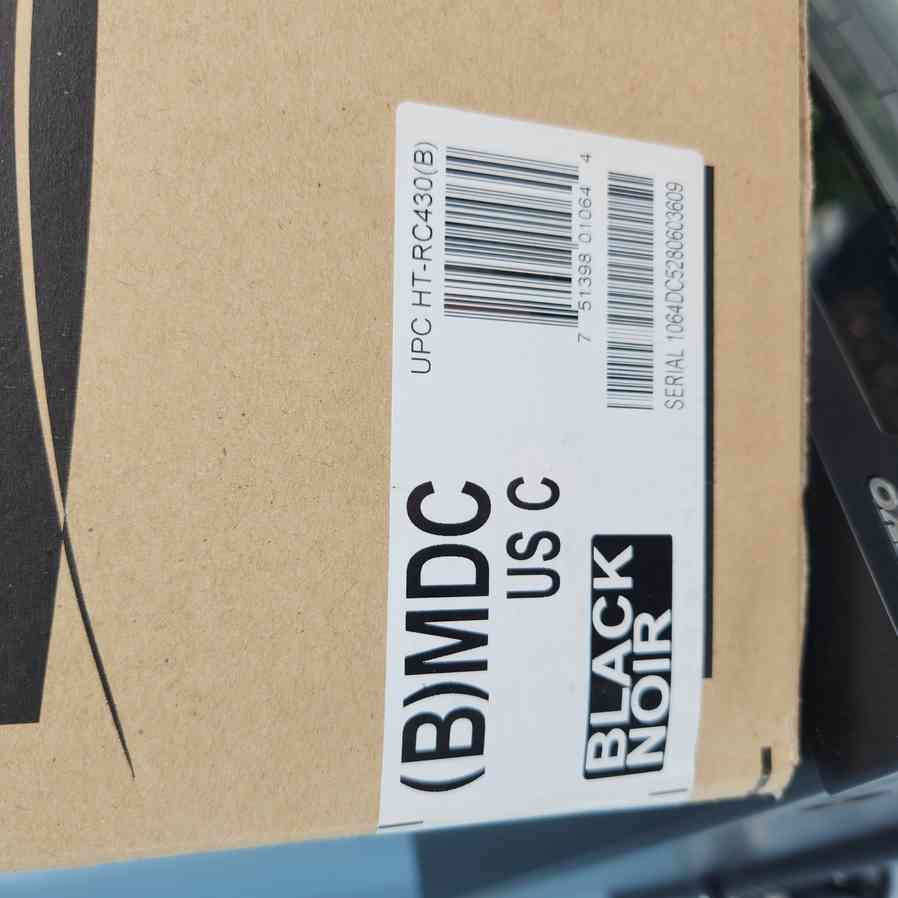 (B)MDC
US C
BLACK
NOIR
UPC HT-RC430(B)
7 51398 01064 4
SERIAL 1064DC5280603609